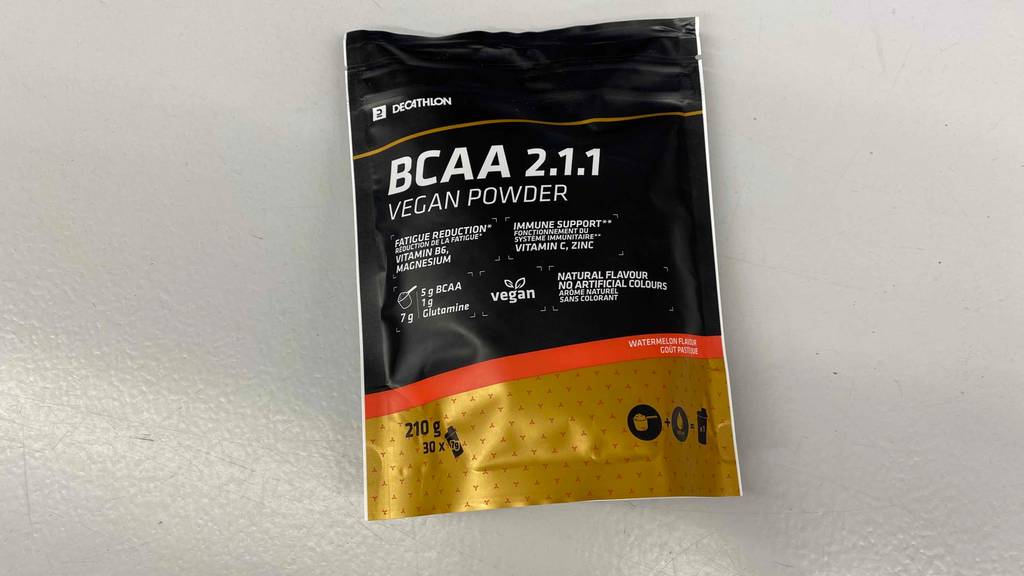 DECATHLON
BCAA 2.1.1
VEGAN POWDER
FATIGUE REDUCTION*
RÉDUCTION DE LA FATIGUE*
VITAMIN B6,
MAGNESIUM
IMMUNE SUPPORT**
FONCTIONNEMENT DU
SYSTÈME IMMUNITAIRE**
VITAMIN C, ZINC
7 g
5 g BCAA
1 g
Glutamine
vegan
NATURAL FLAVOUR
NO ARTIFICIAL COLOURS
ARÔME NATUREL
SANS COLORANT
WATERMELON FLAVOUR
GOÛT PASTÈQUE
210 g
30 x 7g
+ =